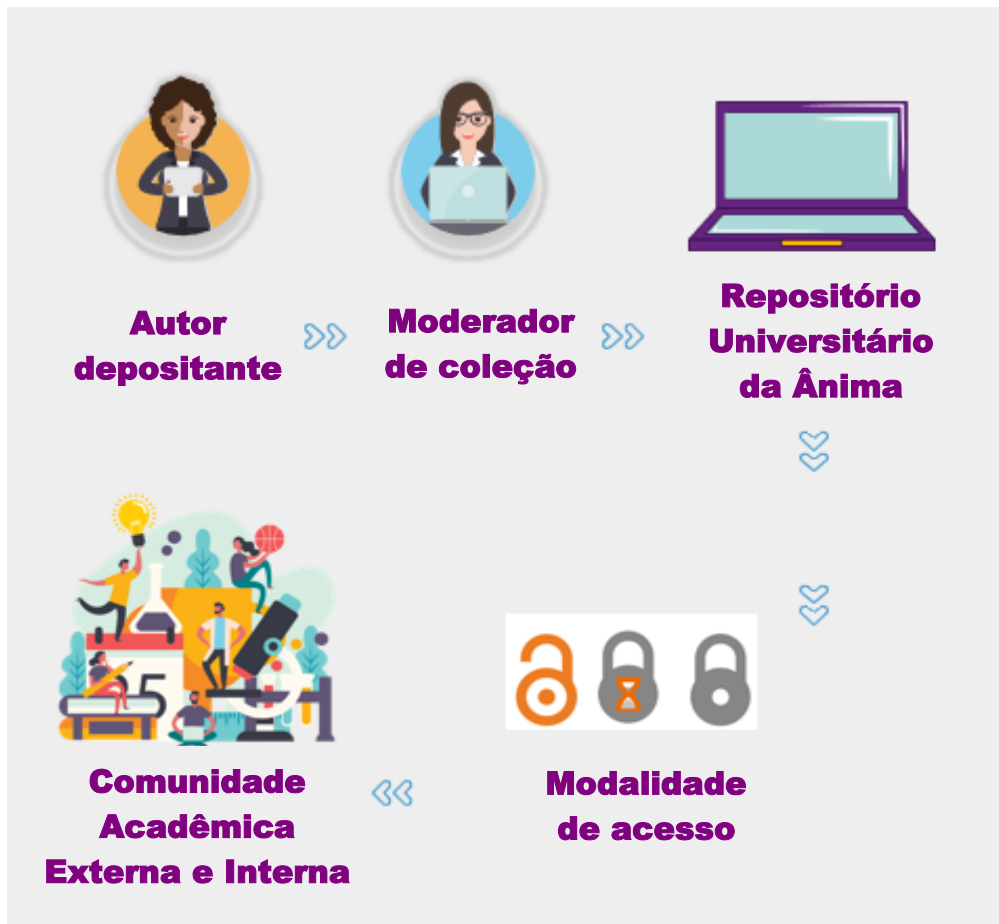 Autor
depositante
Moderador
de coleção
Repositório
Universitário
da Ânima
Modalidade
de acesso
Comunidade
Acadêmica
Externa e Interna